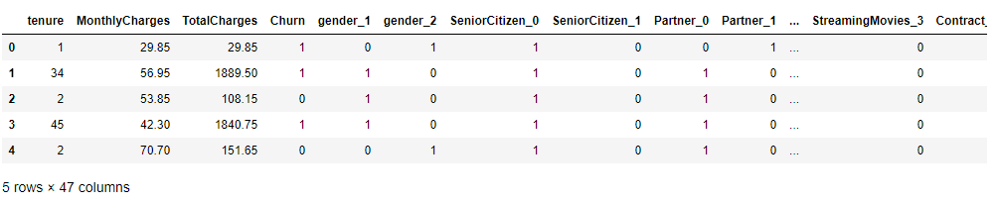 tenure MonthlyCharges TotalCharges Churn gender_1 gender_2 SeniorCitizen_0 SeniorCitizen_1 Partner_0 Partner_1 ... StreamingMovies_3 Contract_
0 1 29.85 29.85 1 0 1 1 0 0 1 ... 0
1 34 56.95 1889.50 1 1 0 1 0 1 0 ... 0
2 2 53.85 108.15 0 1 0 1 0 1 0 ... 0
3 45 42.30 1840.75 1 1 0 1 0 1 0 ... 0
4 2 70.70 151.65 0 0 1 1 0 1 0 ... 0
5 rows × 47 columns